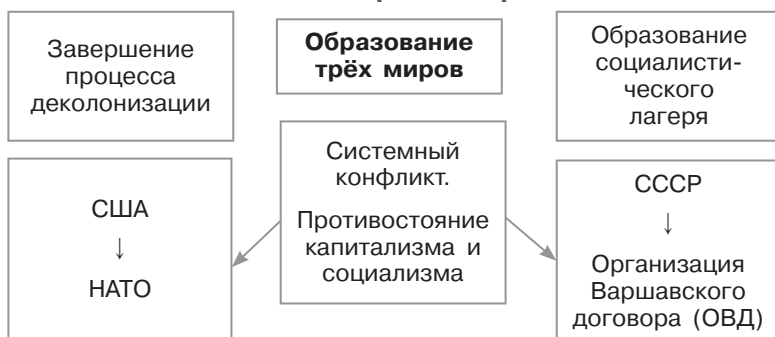 Завершение
процесса
деколонизации
Образование
трёх миров
Образование
социалисти-
ческого
лагеря
США
↓
НАТО
Системный
конфликт.
Противостояние
капитализма и
социализма
СССР
↓
Организация
Варшавского
договора (ОВД)